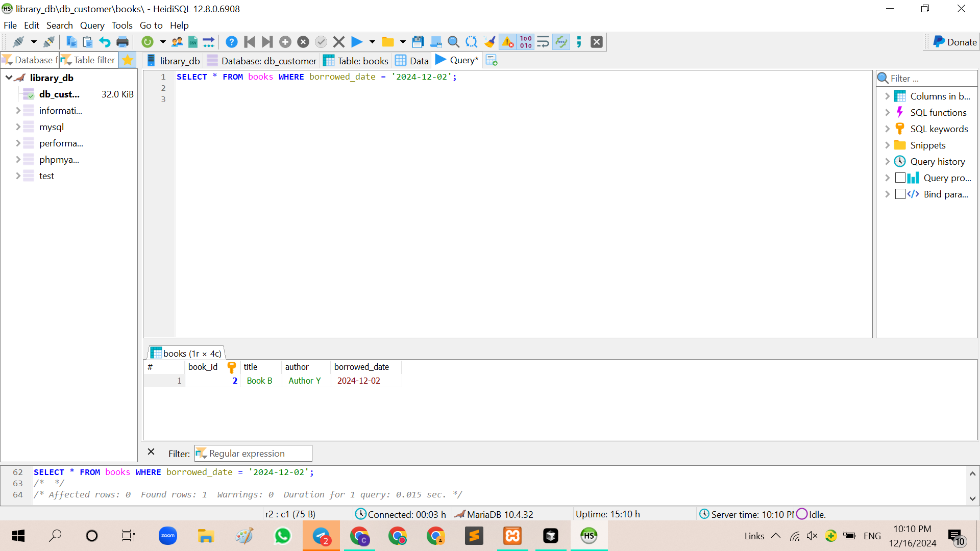 library_db\db_customer\books\ - HeidiSQL 12.8.0.6908
File Edit Search Query Tools Go to Help
Donate
Database Table filter
library_db Database: db_customer Table: books Data Query*
library_db
db_cust... 32.0 KiB
informati...
mysql
performa...
phpmya...
test
1 SELECT * FROM books WHERE borrowed_date = '2024-12-02';
2
3
Filter ...
Columns in b...
SQL functions
SQL keywords
Snippets
Query history
Query pro...
Bind para...
books (1r × 4c)
# book_id title author borrowed_date
1 2 Book B Author Y 2024-12-02
Filter: Regular expression
62 SELECT * FROM books WHERE borrowed_date = '2024-12-02';
63 /* */
64 /* Affected rows: 0 Found rows: 1 Warnings: 0 Duration for 1 query: 0.015 sec. */
r2 : c1 (75 B) Connected: 00:03 h MariaDB 10.4.32 Uptime: 15:10 h Server time: 10:10 PM Idle.
zoom
2
Links ENG 10:10 PM
12/16/2024
10